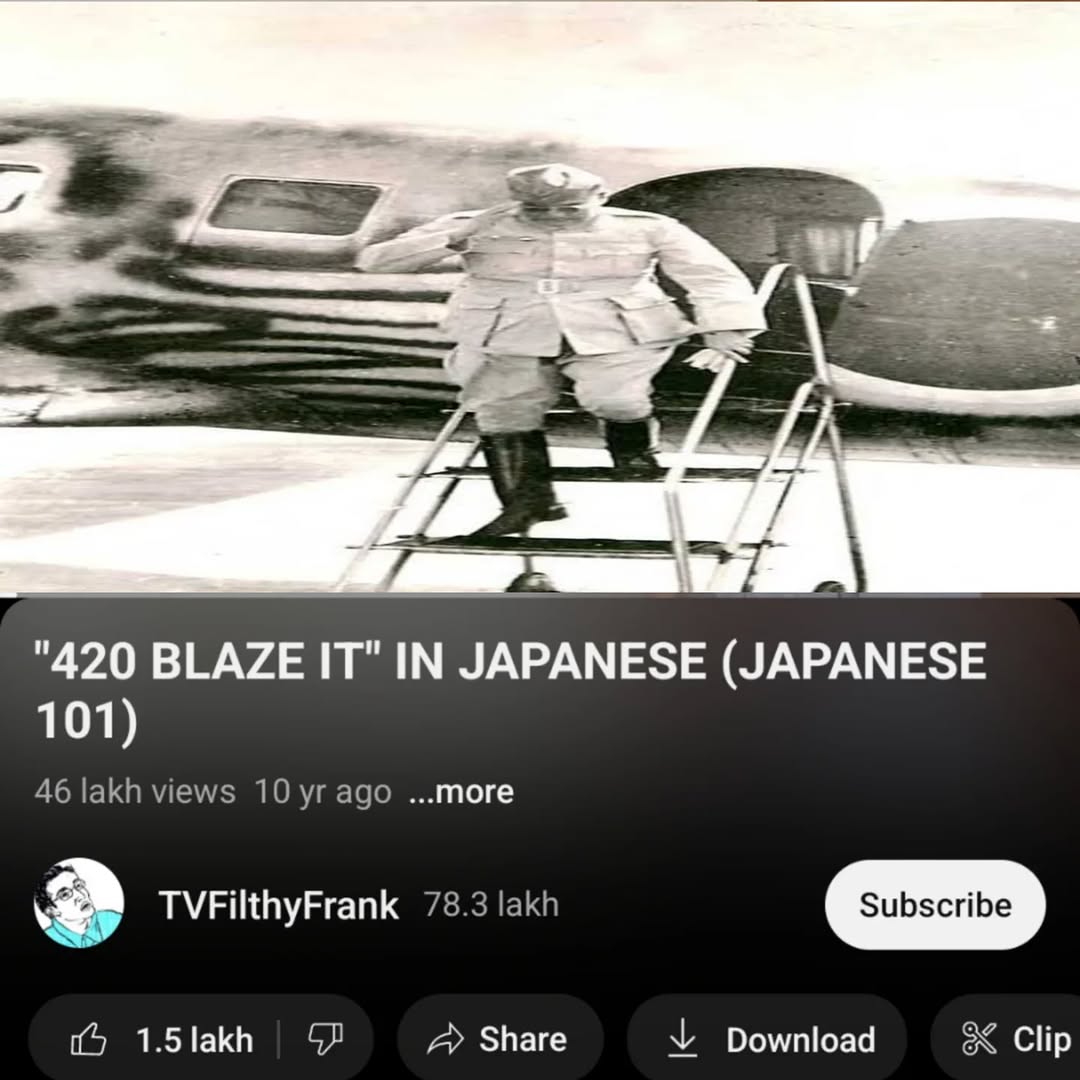 "420 BLAZE IT" IN JAPANESE (JAPANESE
101)
46 lakh views 10 yr ago ...more
TVFilthyFrank 78.3 lakh Subscribe
1.5 lakh Share Download Clip